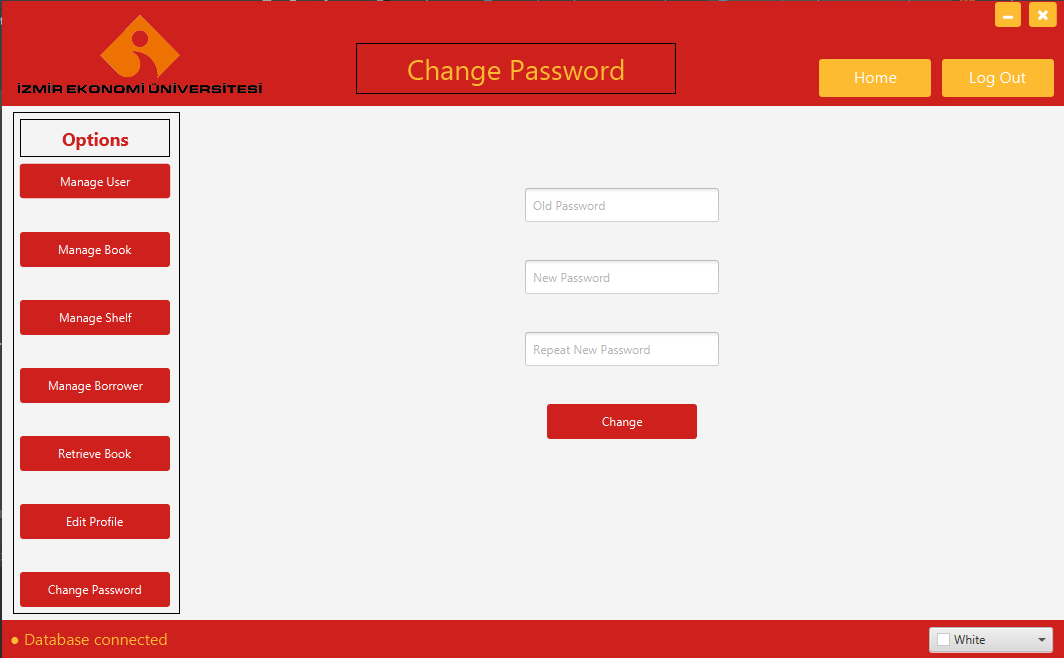 İZMİR EKONOMİ ÜNİVERSİTESİ
Change Password
Home
Log Out
Options
Manage User
Manage Book
Manage Shelf
Manage Borrower
Retrieve Book
Edit Profile
Change Password
Old Password
New Password
Repeat New Password
Change
Database connected
White